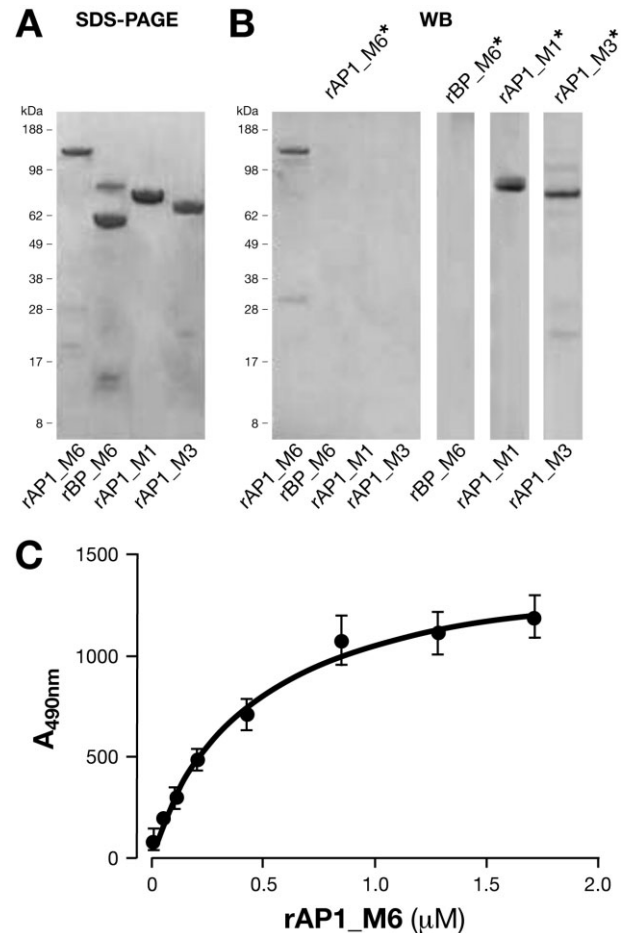 A SDS-PAGE
B WB
rAP1_M6* rBP_M6* rAP1_M1* rAP1_M3*
kDa
188
98
62
49
38
28
17
8
rAP1_M6 rBP_M6 rAP1_M1 rAP1_M3
kDa
188
98
62
49
38
28
17
8
rAP1_M6 rBP_M6 rAP1_M1 rAP1_M3 rBP_M6 rAP1_M1 rAP1_M3
C
1500
1000
500
0
A490nm
0 0.5 1.0 1.5 2.0
rAP1_M6 (μM)